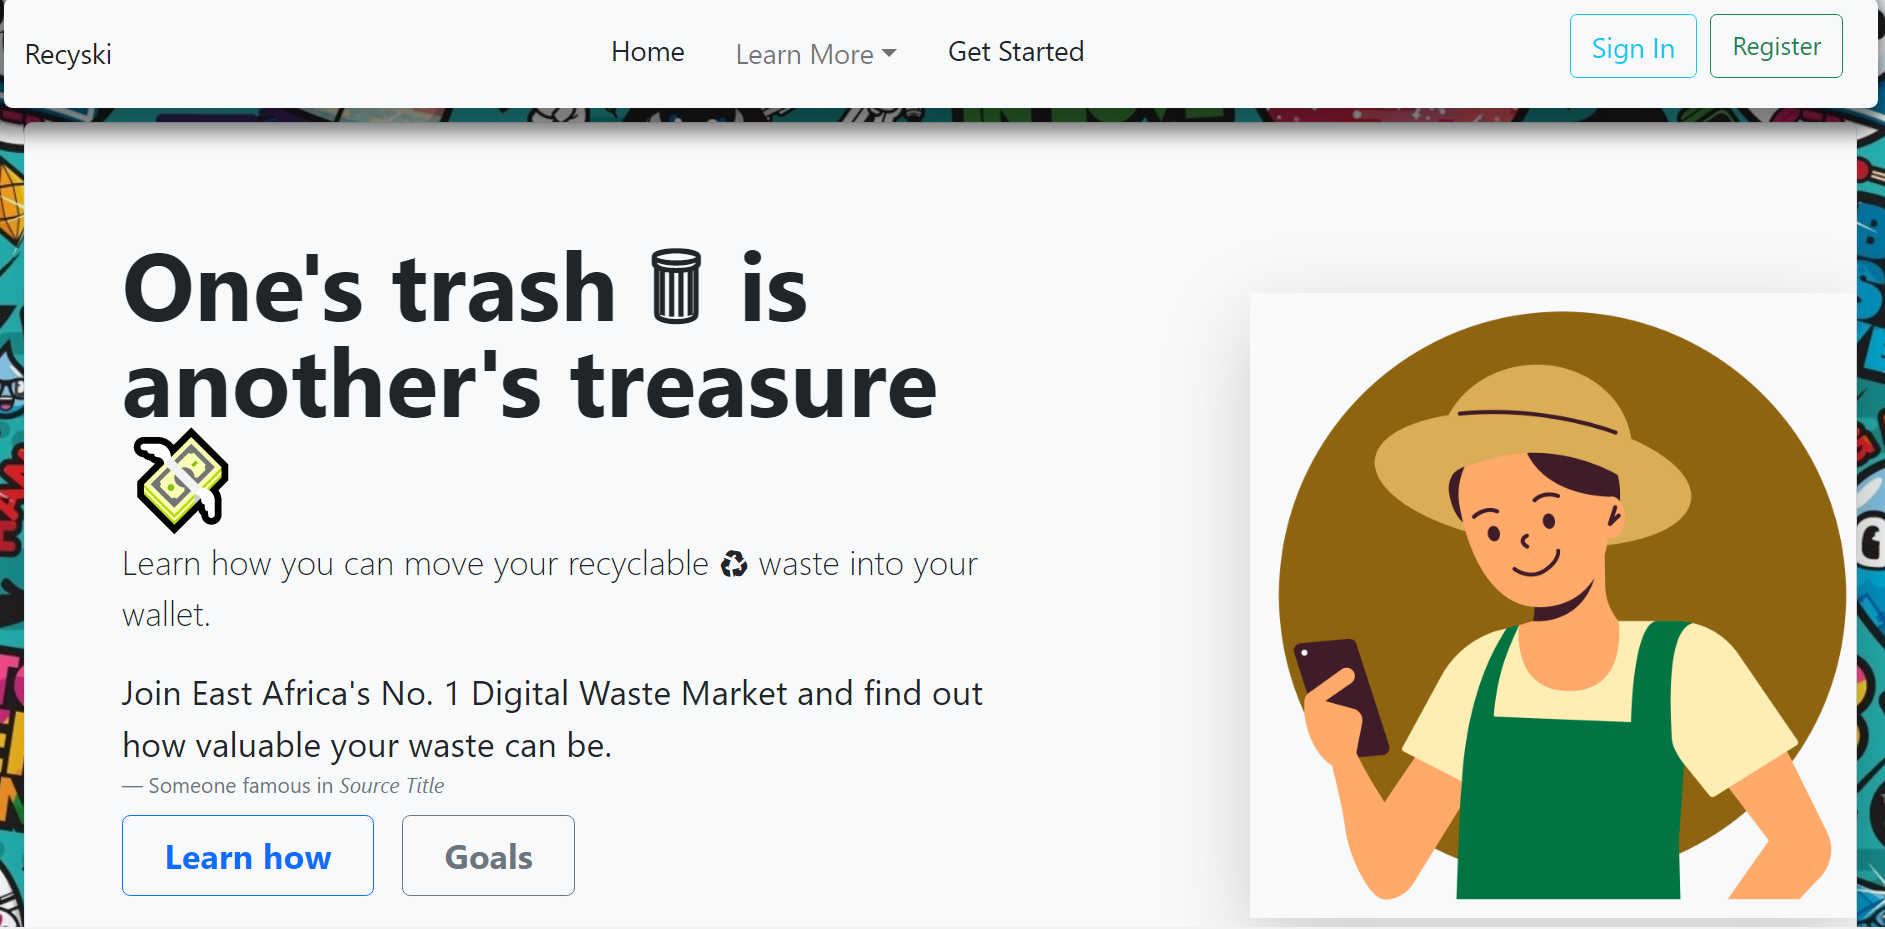 Recyski
Home
Learn More
Get Started
Sign In
Register
One's trash 🗑 is
another's treasure
💸
Learn how you can move your recyclable ♻ waste into your
wallet.
Join East Africa's No. 1 Digital Waste Market and find out
how valuable your waste can be.
— Someone famous in Source Title
Learn how
Goals